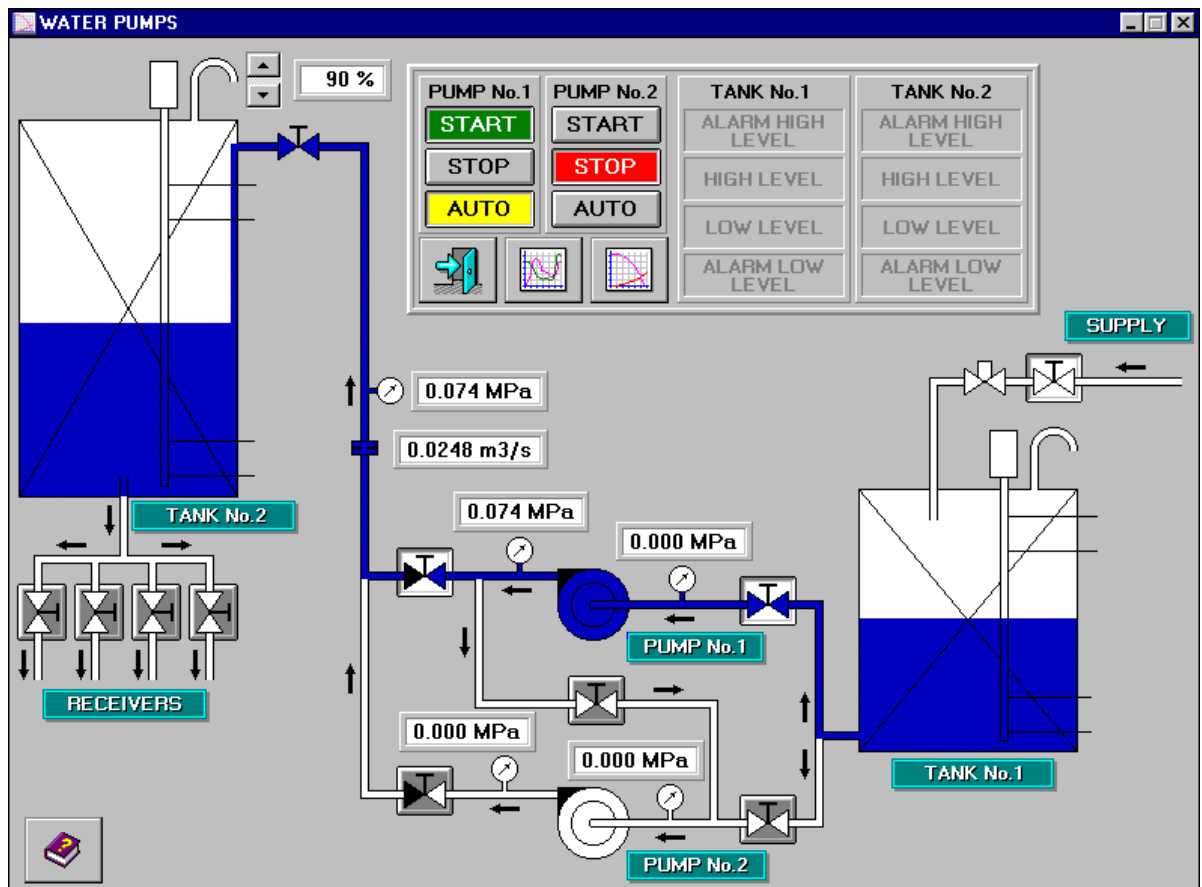 WATER PUMPS
90 %
PUMP No.1
START
STOP
AUTO
PUMP No.2
START
STOP
AUTO
TANK No.1
ALARM HIGH
LEVEL
HIGH LEVEL
LOW LEVEL
ALARM LOW
LEVEL
TANK No.2
ALARM HIGH
LEVEL
HIGH LEVEL
LOW LEVEL
ALARM LOW
LEVEL
SUPPLY
0.074 MPa
0.0248 m3/s
0.074 MPa
0.000 MPa
TANK No.2
PUMP No.1
RECEIVERS
0.000 MPa
0.000 MPa
TANK No.1
PUMP No.2
?